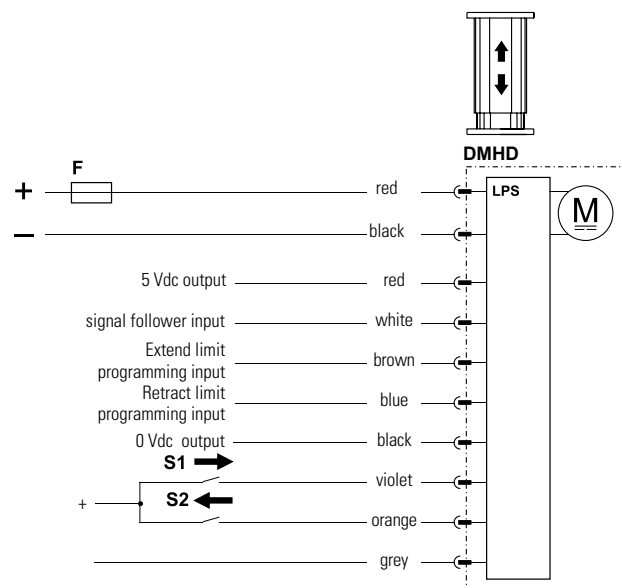 DMHD
F
+
red
LPS
M
−
black
5 Vdc output
red
signal follower input
white
Extend limit
programming input
brown
Retract limit
programming input
blue
0 Vdc output
black
S1
violet
S2
+
orange
grey